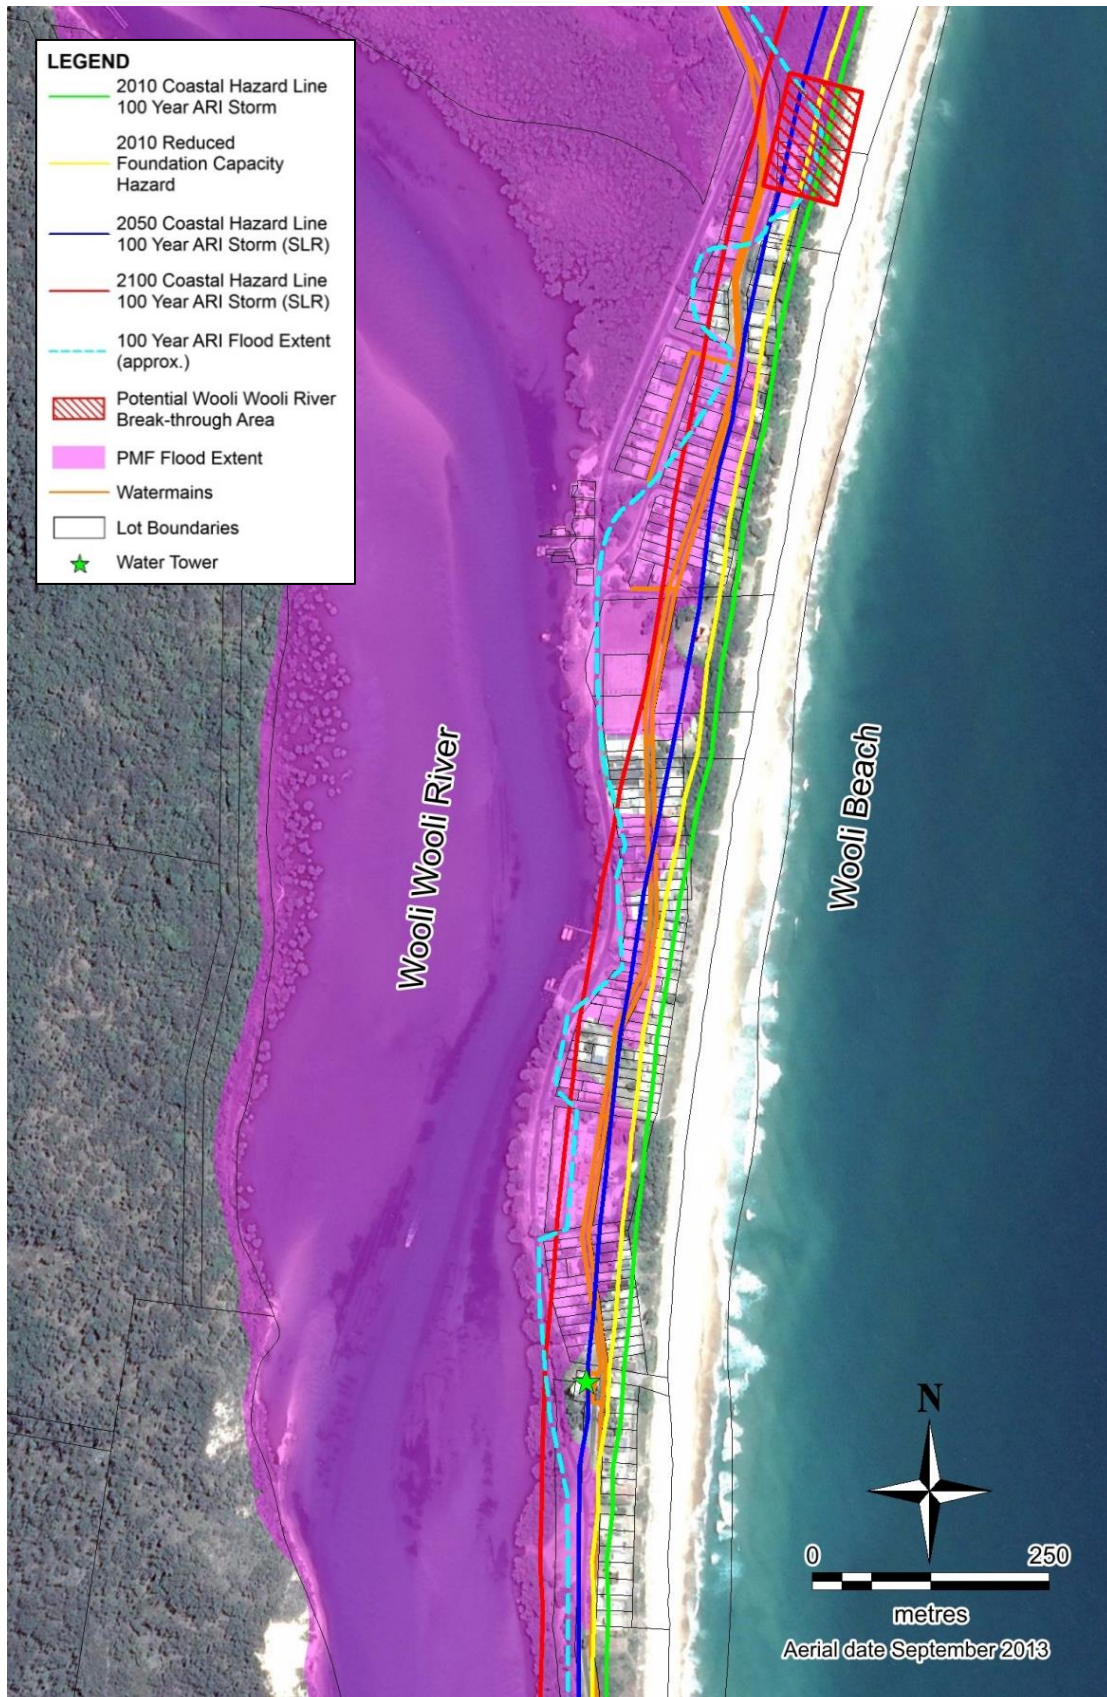 LEGEND
2010 Coastal Hazard Line
100 Year ARI Storm
2010 Reduced
Foundation Capacity
Hazard
2050 Coastal Hazard Line
100 Year ARI Storm (SLR)
2100 Coastal Hazard Line
100 Year ARI Storm (SLR)
100 Year ARI Flood Extent
(approx.)
Potential Wooli Wooli River
Break-through Area
PMF Flood Extent
Watermains
Lot Boundaries
Water Tower
Wooli Wooli River
Wooli Beach
N
0 250
metres
Aerial date September 2013